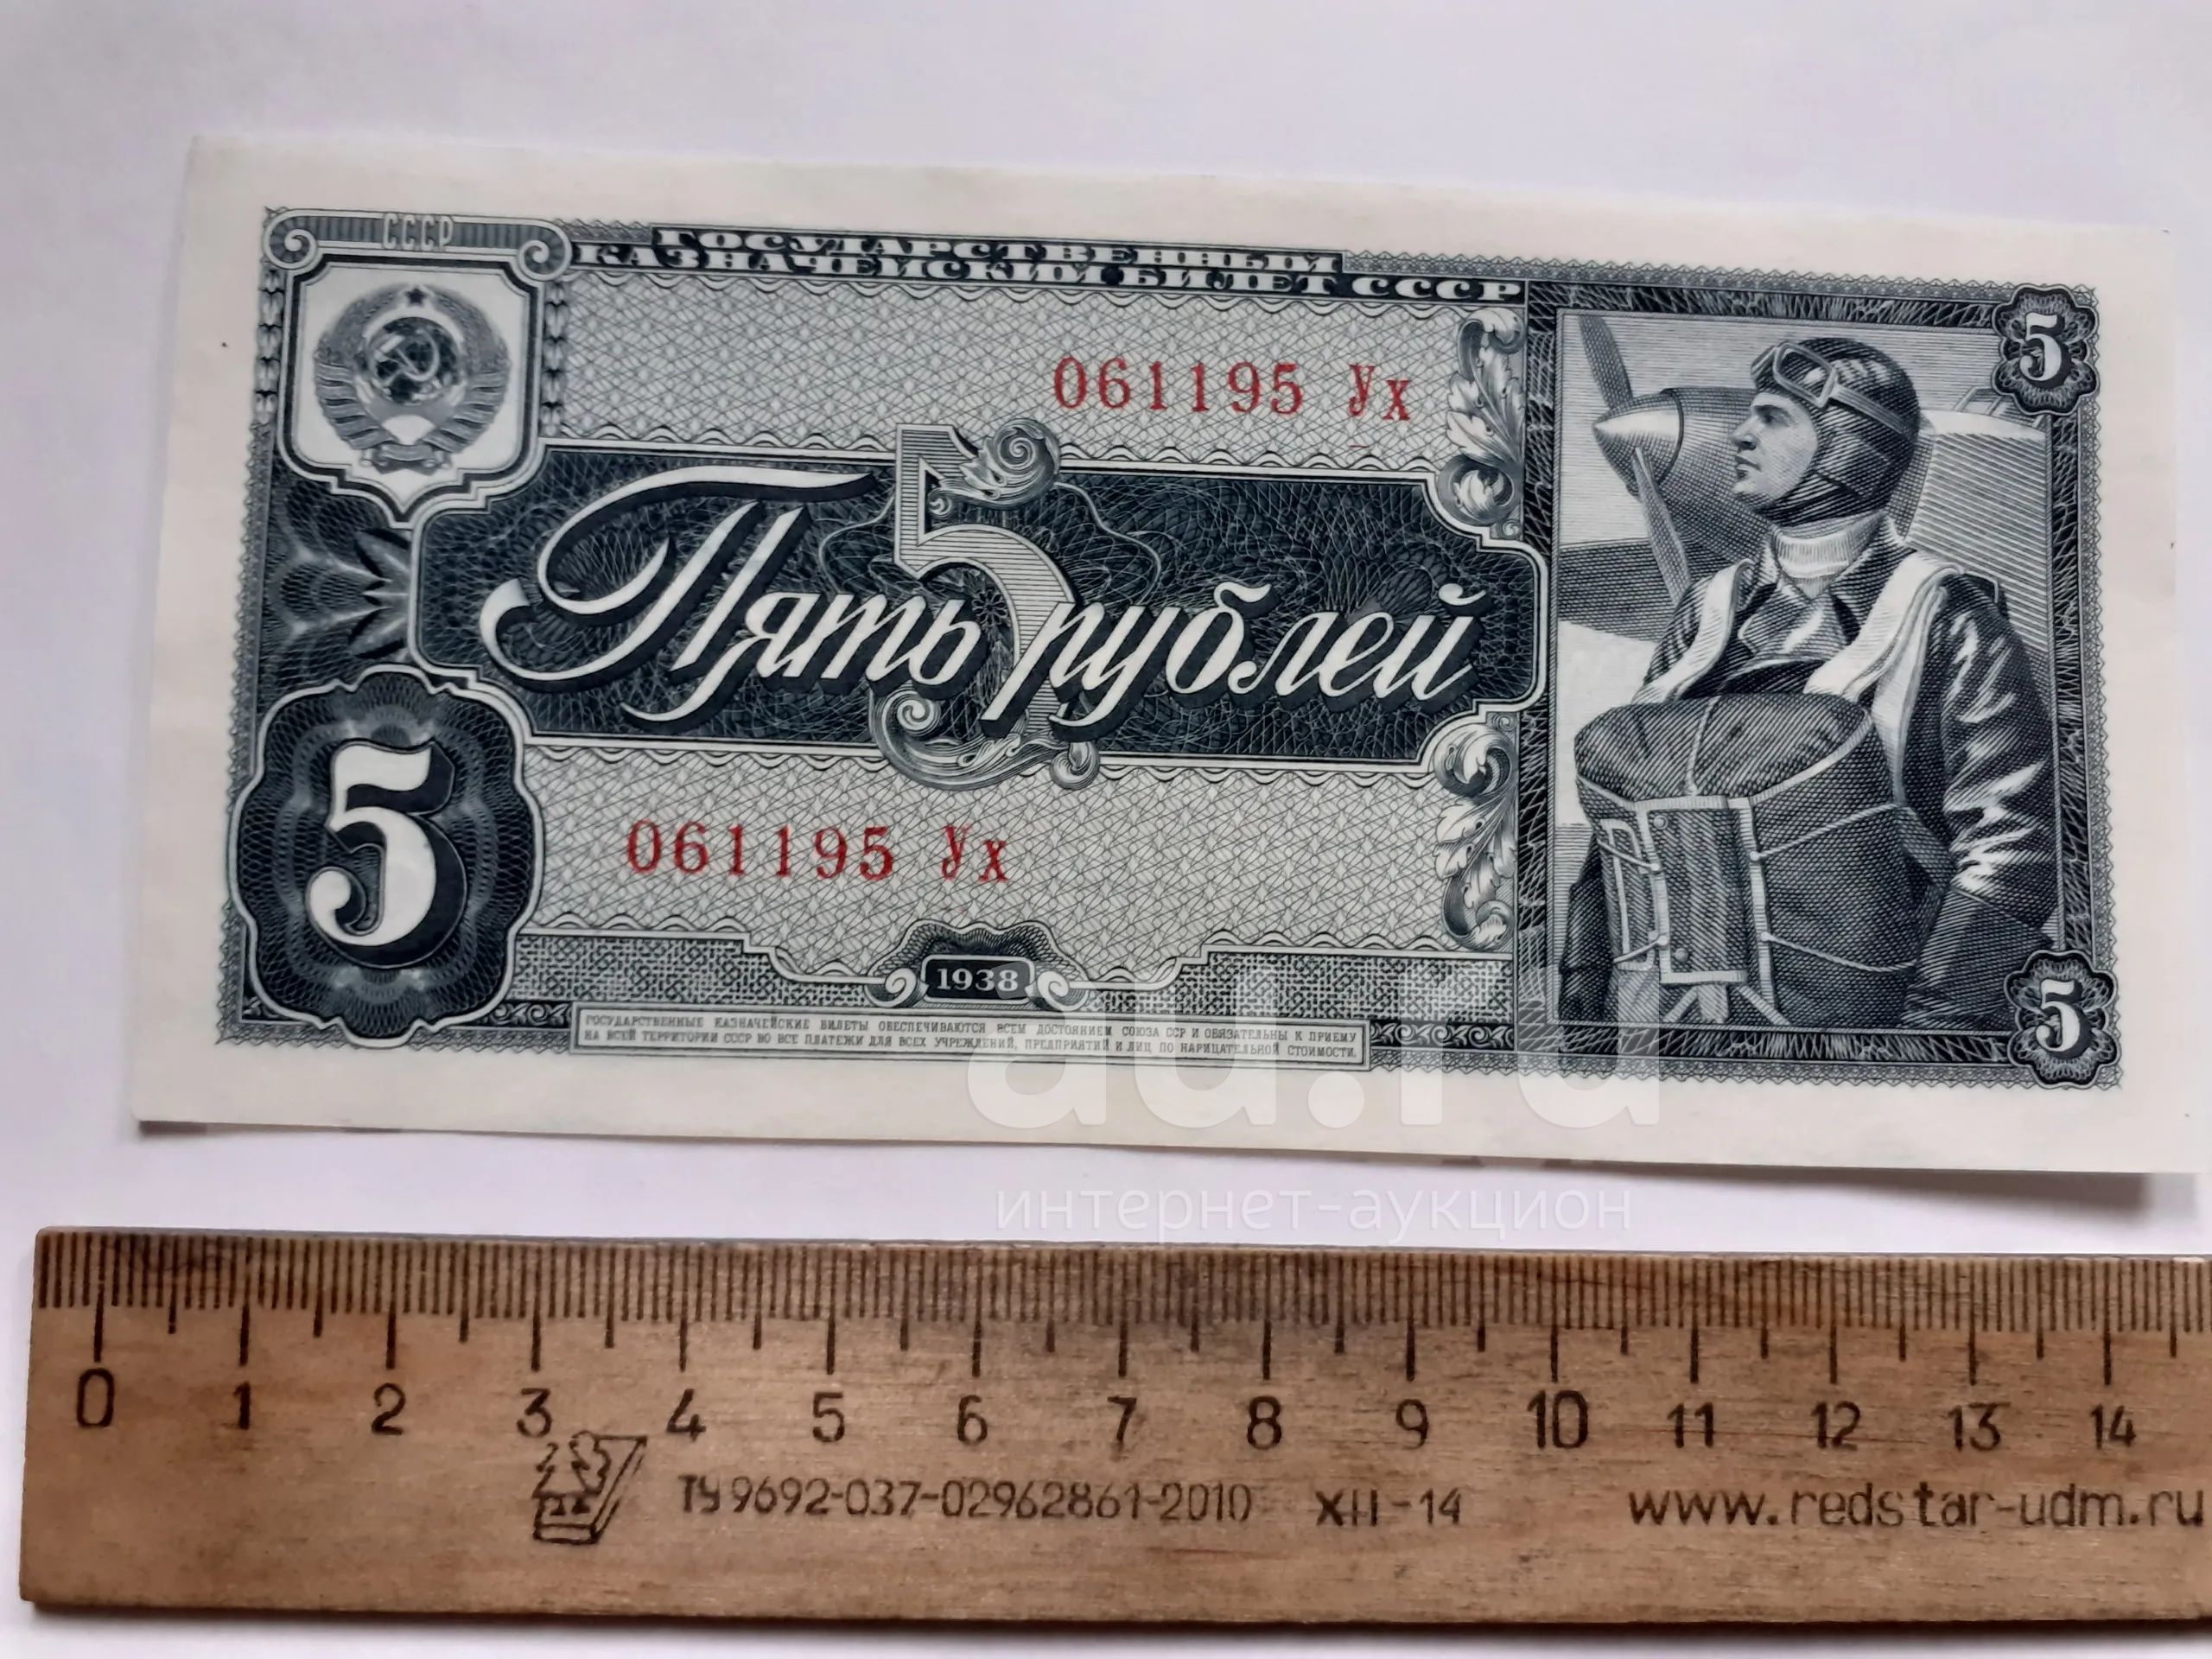 СССР
ГОСУДАРСТВЕННЫЙ
КАЗНАЧЕЙСКИЙ БИЛЕТ СССР
5
061195 Ух
5
Пять рублей
061195 Ух
5
1938
5
ГОСУДАРСТВЕННЫЕ КАЗНАЧЕЙСКИЕ БИЛЕТЫ ОБЕСПЕЧИВАЮТСЯ ВСЕМ ДОСТОЯНИЕМ СОЮЗА ССР И ОБЯЗАТЕЛЬНЫ К ПРИЕМУ
НА ВСЕЙ ТЕРРИТОРИИ СССР ВО ВСЕ ПЛАТЕЖИ ДЛЯ ВСЕХ УЧРЕЖДЕНИЙ, ПРЕДПРИЯТИЙ И ЛИЦ ПО НАРИЦАТЕЛЬНОЙ СТОИМОСТИ.
au.ru
интернет-аукцион
0 1 2 3 4 5 6 7 8 9 10 11 12 13 14
ТУ 9692-037-02962861-2010 XII-14 www.redstar-udm.ru